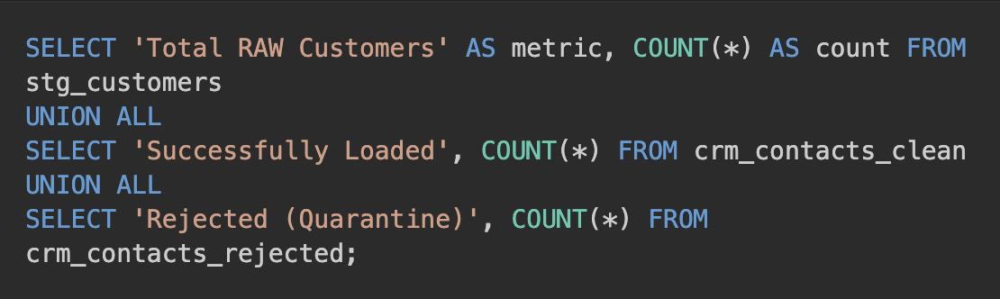 SELECT 'Total RAW Customers' AS metric, COUNT(*) AS count FROM
stg_customers
UNION ALL
SELECT 'Successfully Loaded', COUNT(*) FROM crm_contacts_clean
UNION ALL
SELECT 'Rejected (Quarantine)', COUNT(*) FROM
crm_contacts_rejected;